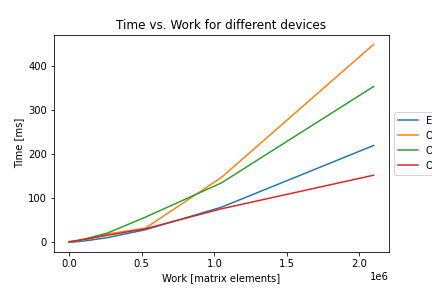 Time vs. Work for different devices
Time [ms]
400
300
200
100
0
0.0 0.5 1.0 1.5 2.0
1e6
Work [matrix elements]